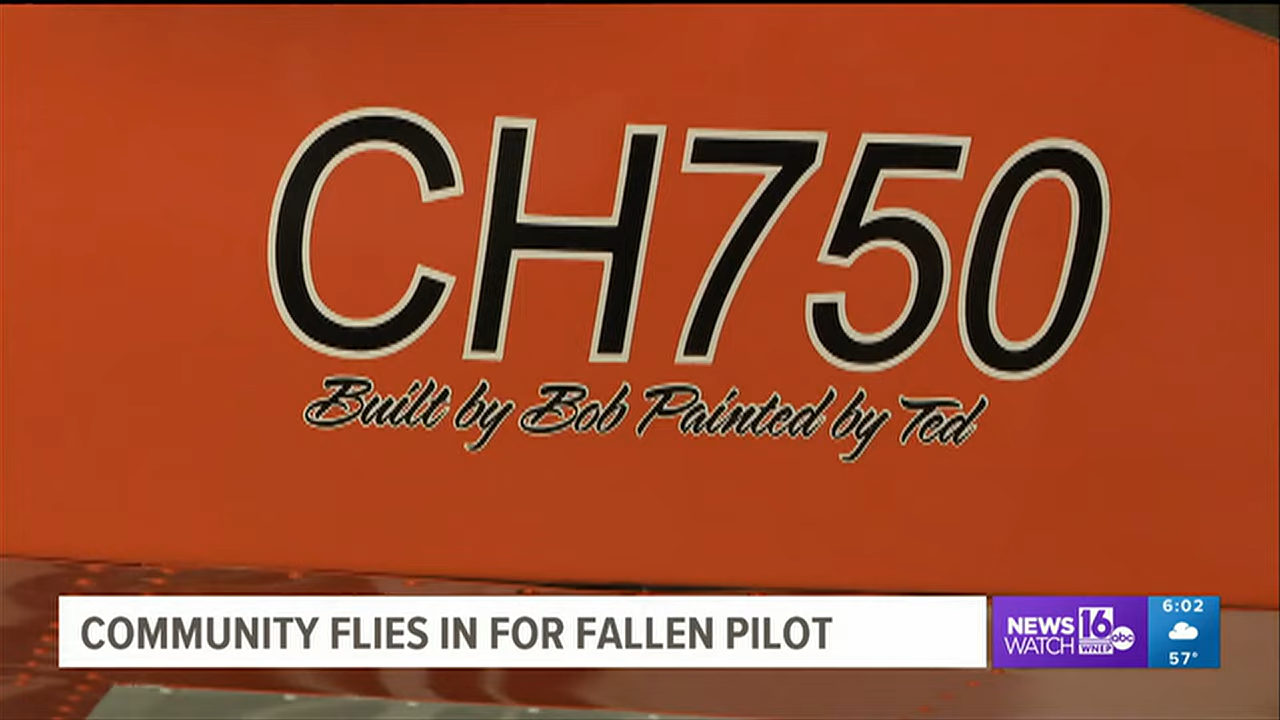 CH750
Built by Bob Painted by Ted
COMMUNITY FLIES IN FOR FALLEN PILOT
NEWS
WATCH
16
WNEP
abc
6:02
57°